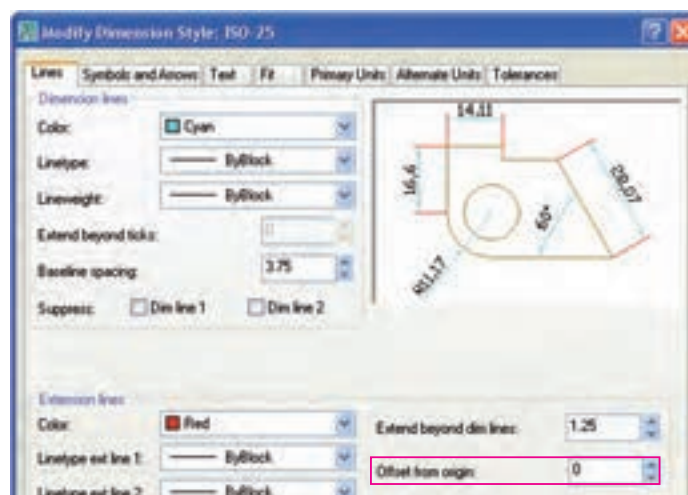 Modify Dimension Style: ISO-25
Lines Symbols and Arrows Text Fit Primary Units Alternate Units Tolerances
Dimension lines
Color: Cyan
Linetype: ByBlock
Lineweight: ByBlock
Extend beyond ticks: 0
Baseline spacing: 3.75
Suppress: Dim line 1 Dim line 2
14,11
16,6
28,07
60°
R11,17
Extension lines
Color: Red
Extend beyond dim lines: 1.25
Linetype ext line 1: ByBlock
Offset from origin: 0
Linetype ext line 2: ByBlock